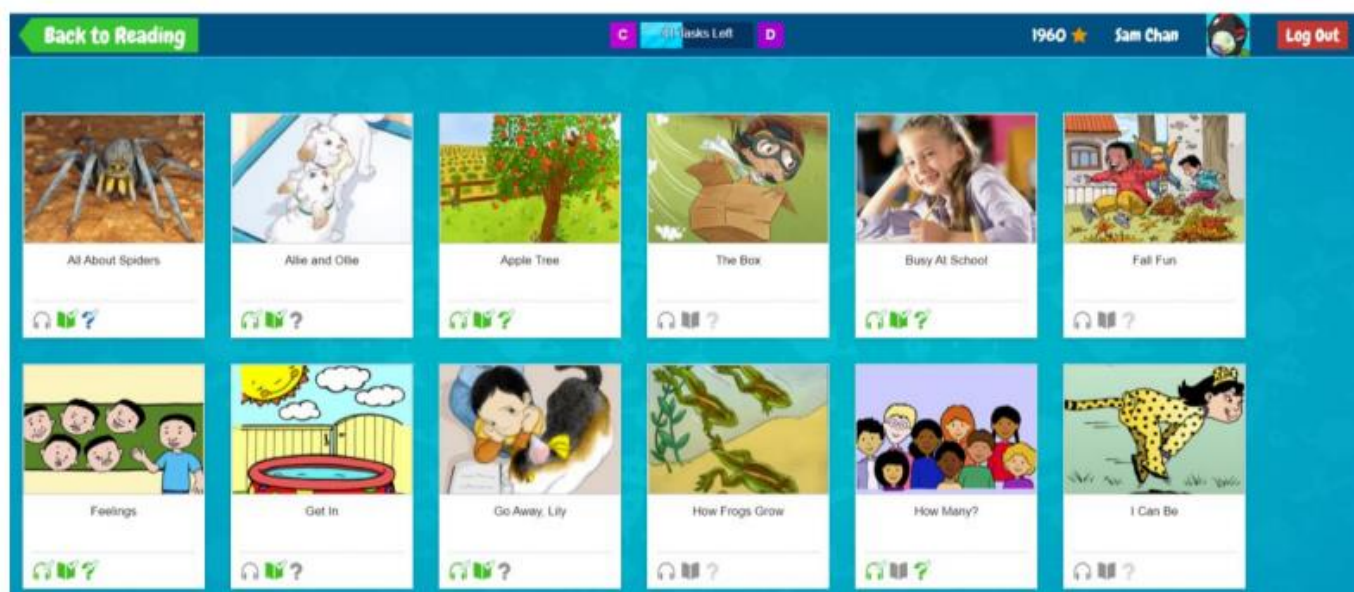 Back to Reading
C
Tasks Left
D
1960
Sam Chan
Log Out
All About Spiders
Allie and Ollie
Apple Tree
The Box
Busy At School
Fall Fun
Feelings
Get In
Go Away, Lily
How Frogs Grow
How Many?
I Can Be